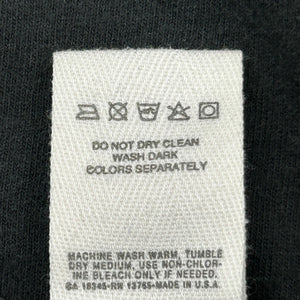 DO NOT DRY CLEAN
WASH DARK
COLORS SEPARATELY
MACHINE WASH WARM, TUMBLE
DRY MEDIUM, USE NON-CHLOR-
INE BLEACH ONLY IF NEEDED.
CA 18345-RN 13765-MADE IN U.S.A.